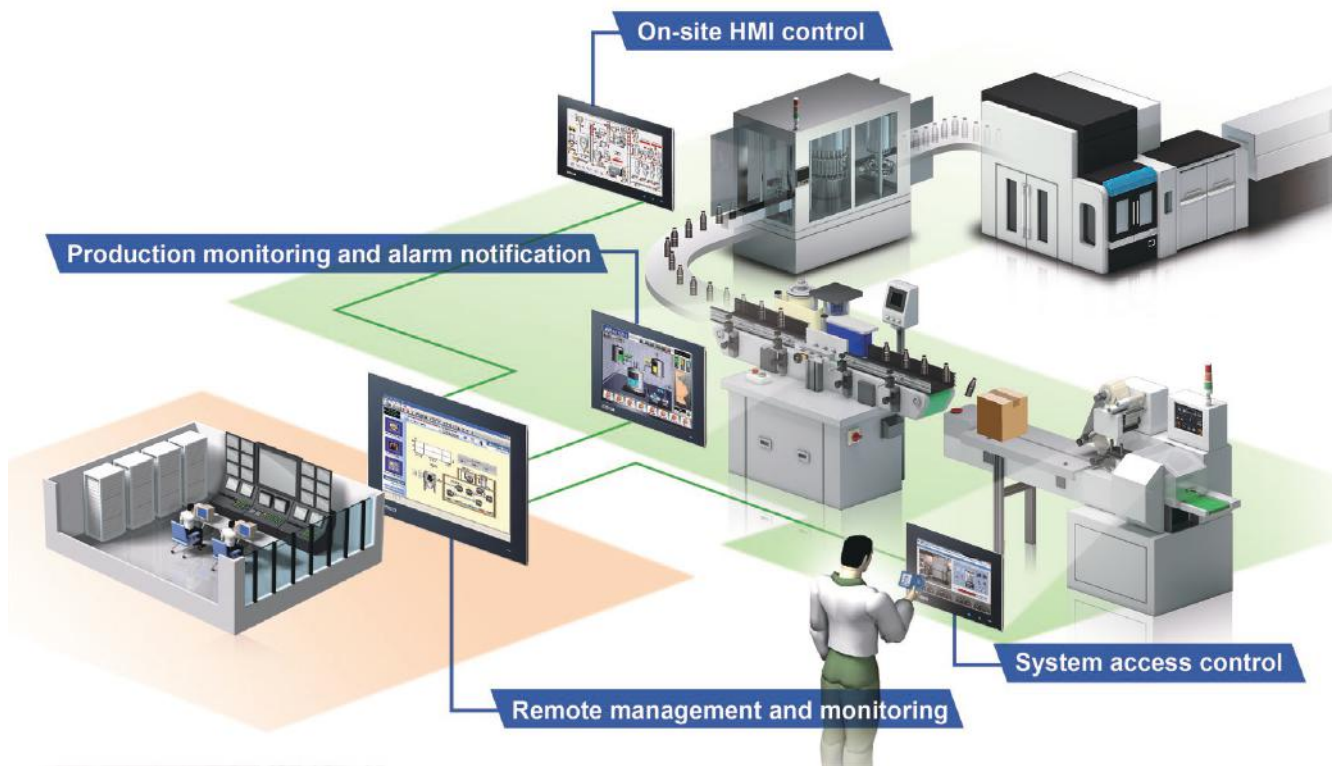 On-site HMI control
Production monitoring and alarm notification
System access control
Remote management and monitoring